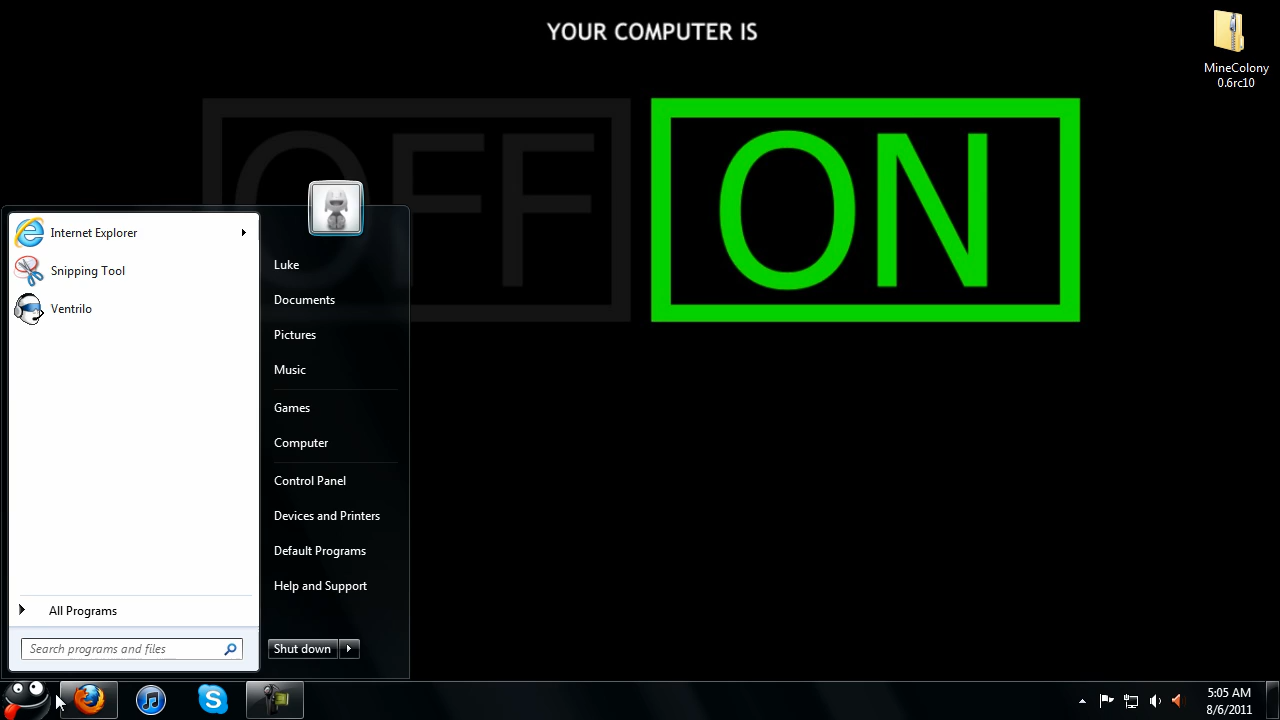 YOUR COMPUTER IS
OFF
ON
MineColony
0.6rc10
Internet Explorer
Snipping Tool
Ventrilo
All Programs
Search programs and files
Luke
Documents
Pictures
Music
Games
Computer
Control Panel
Devices and Printers
Default Programs
Help and Support
Shut down
5:05 AM
8/6/2011